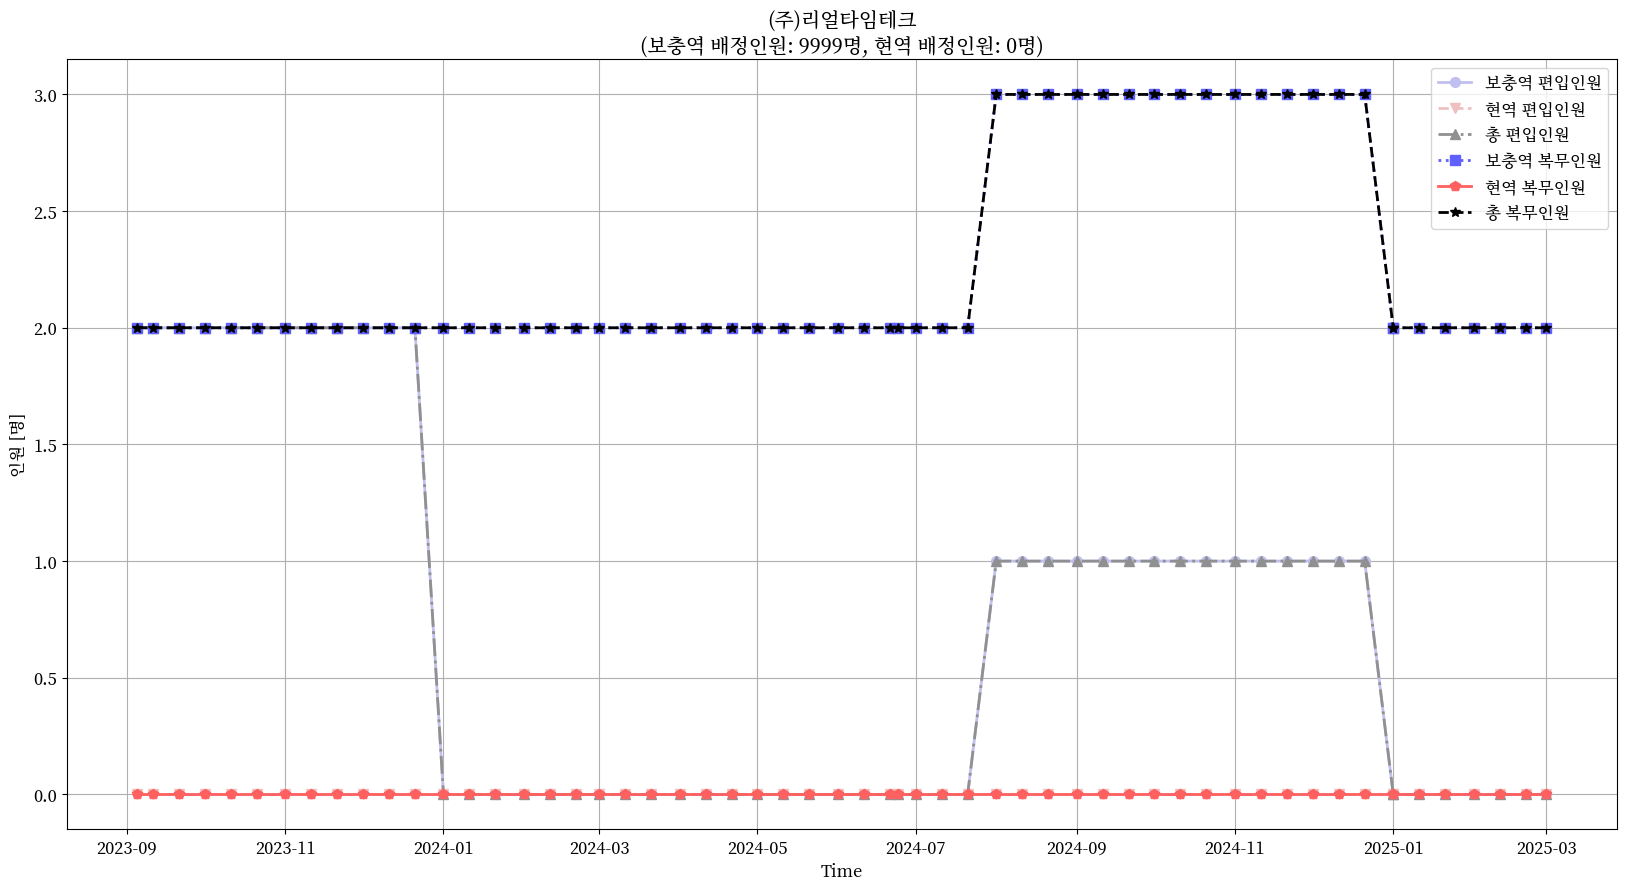 (주)리얼타임테크
(보충역 배정인원: 9999명, 현역 배정인원: 0명)
보충역 편입인원
현역 편입인원
총 편입인원
보충역 복무인원
현역 복무인원
총 복무인원
3.0
2.5
2.0
1.5
1.0
0.5
0.0
인원 [명]
2023-09 2023-11 2024-01 2024-03 2024-05 2024-07 2024-09 2024-11 2025-01 2025-03
Time